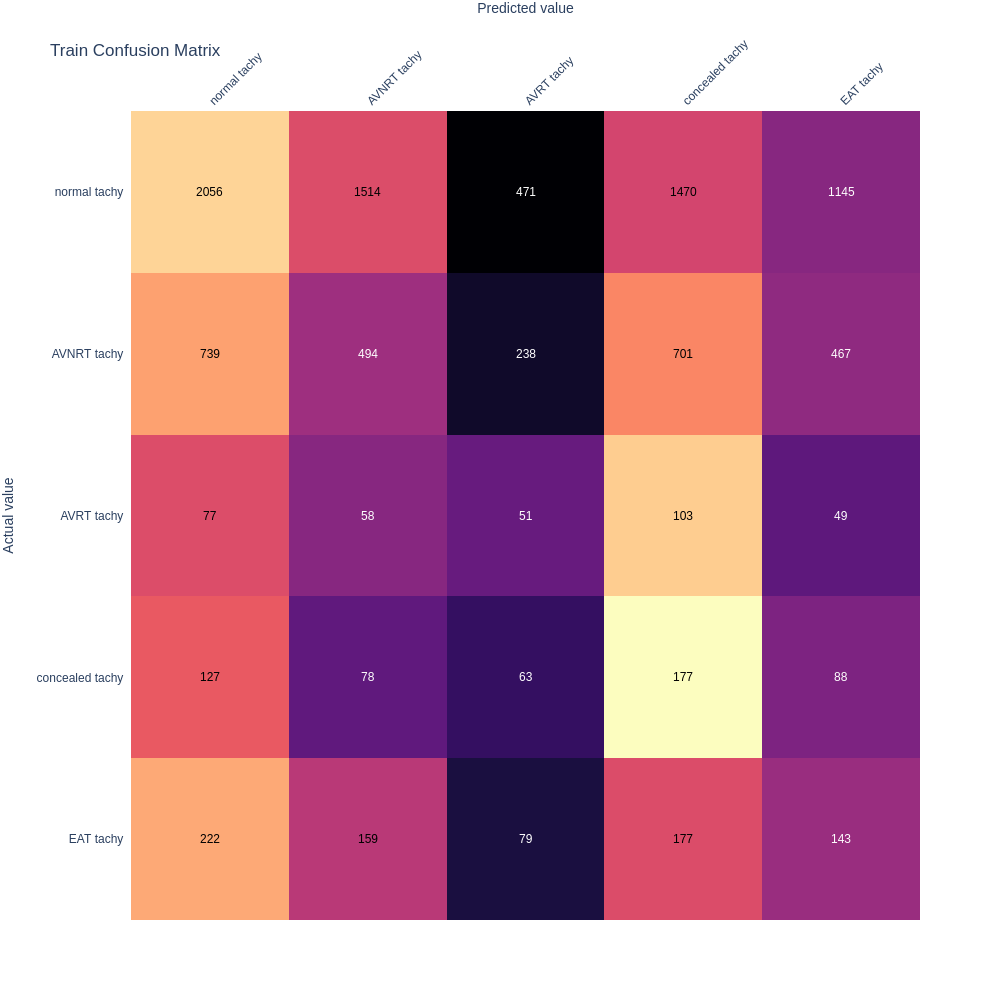 Predicted value
Train Confusion Matrix
normal tachy AVNRT tachy AVRT tachy concealed tachy EAT tachy
normal tachy 2056 1514 471 1470 1145
AVNRT tachy 739 494 238 701 467
AVRT tachy 77 58 51 103 49
concealed tachy 127 78 63 177 88
EAT tachy 222 159 79 177 143
Actual value